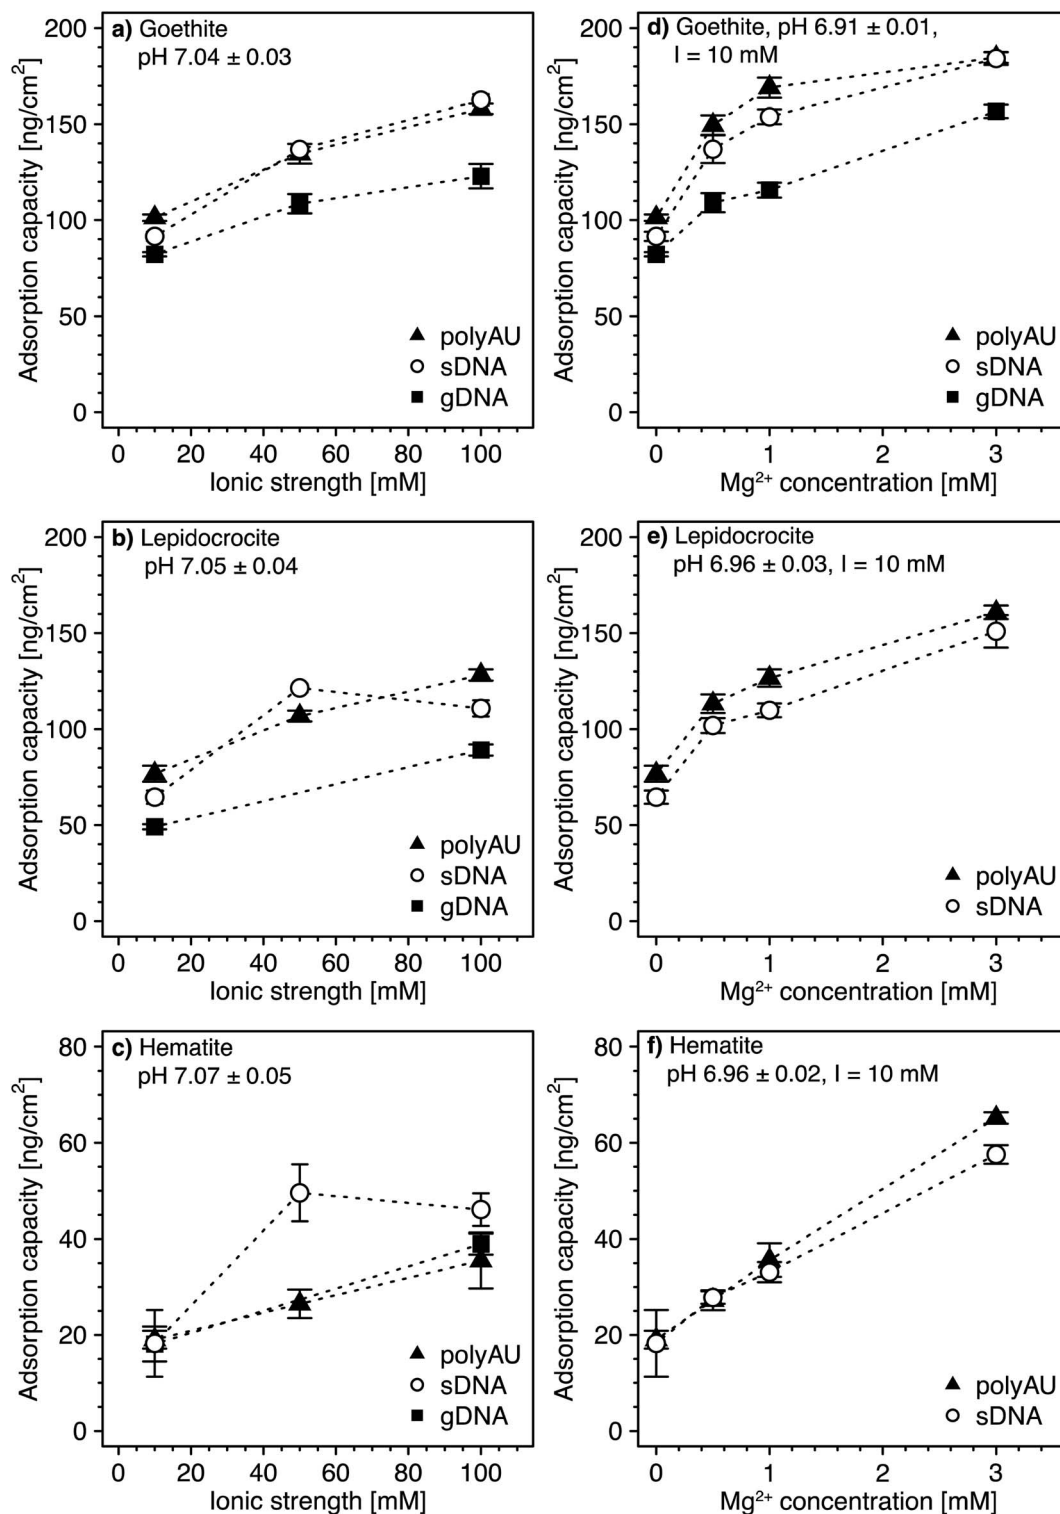 a) Goethite
pH 7.04 ± 0.03
Adsorption capacity [ng/cm²]
200
150
100
50
0
polyAU
sDNA
gDNA
0 20 40 60 80 100
Ionic strength [mM]
d) Goethite, pH 6.91 ± 0.01,
I = 10 mM
Adsorption capacity [ng/cm²]
200
150
100
50
0
polyAU
sDNA
gDNA
0 1 2 3
Mg²⁺ concentration [mM]
b) Lepidocrocite
pH 7.05 ± 0.04
Adsorption capacity [ng/cm²]
200
150
100
50
0
polyAU
sDNA
gDNA
0 20 40 60 80 100
Ionic strength [mM]
e) Lepidocrocite
pH 6.96 ± 0.03, I = 10 mM
Adsorption capacity [ng/cm²]
200
150
100
50
0
polyAU
sDNA
0 1 2 3
Mg²⁺ concentration [mM]
c) Hematite
pH 7.07 ± 0.05
Adsorption capacity [ng/cm²]
80
60
40
20
0
polyAU
sDNA
gDNA
0 20 40 60 80 100
Ionic strength [mM]
f) Hematite
pH 6.96 ± 0.02, I = 10 mM
Adsorption capacity [ng/cm²]
80
60
40
20
0
polyAU
sDNA
0 1 2 3
Mg²⁺ concentration [mM]